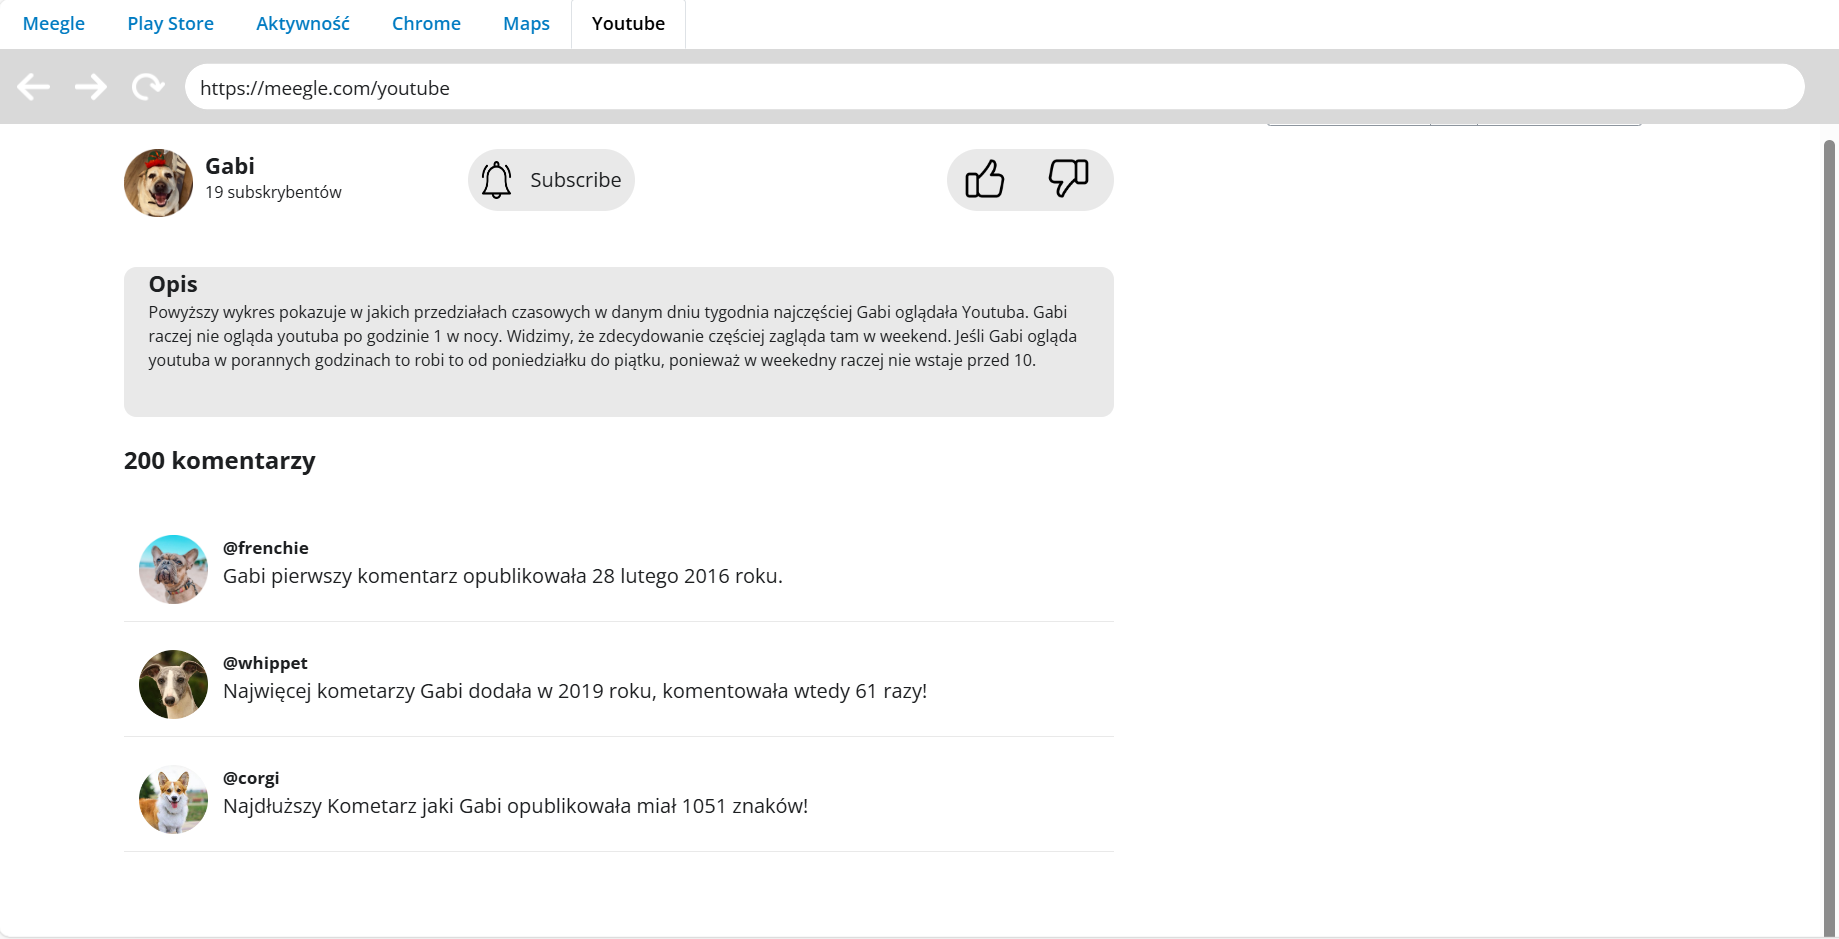 Meegle Play Store Aktywność Chrome Maps Youtube
https://meegle.com/youtube
Gabi
19 subskrybentów
Subscribe
Opis
Powyższy wykres pokazuje w jakich przedziałach czasowych w danym dniu tygodnia najczęściej Gabi oglądała Youtuba. Gabi
raczej nie ogląda youtuba po godzinie 1 w nocy. Widzimy, że zdecydowanie częściej zagląda tam w weekend. Jeśli Gabi ogląda
youtuba w porannych godzinach to robi to od poniedziałku do piątku, ponieważ w weekedny raczej nie wstaje przed 10.
200 komentarzy
@frenchie
Gabi pierwszy komentarz opublikowała 28 lutego 2016 roku.
@whippet
Najwięcej kometarzy Gabi dodała w 2019 roku, komentowała wtedy 61 razy!
@corgi
Najdłuższy Kometarz jaki Gabi opublikowała miał 1051 znaków!